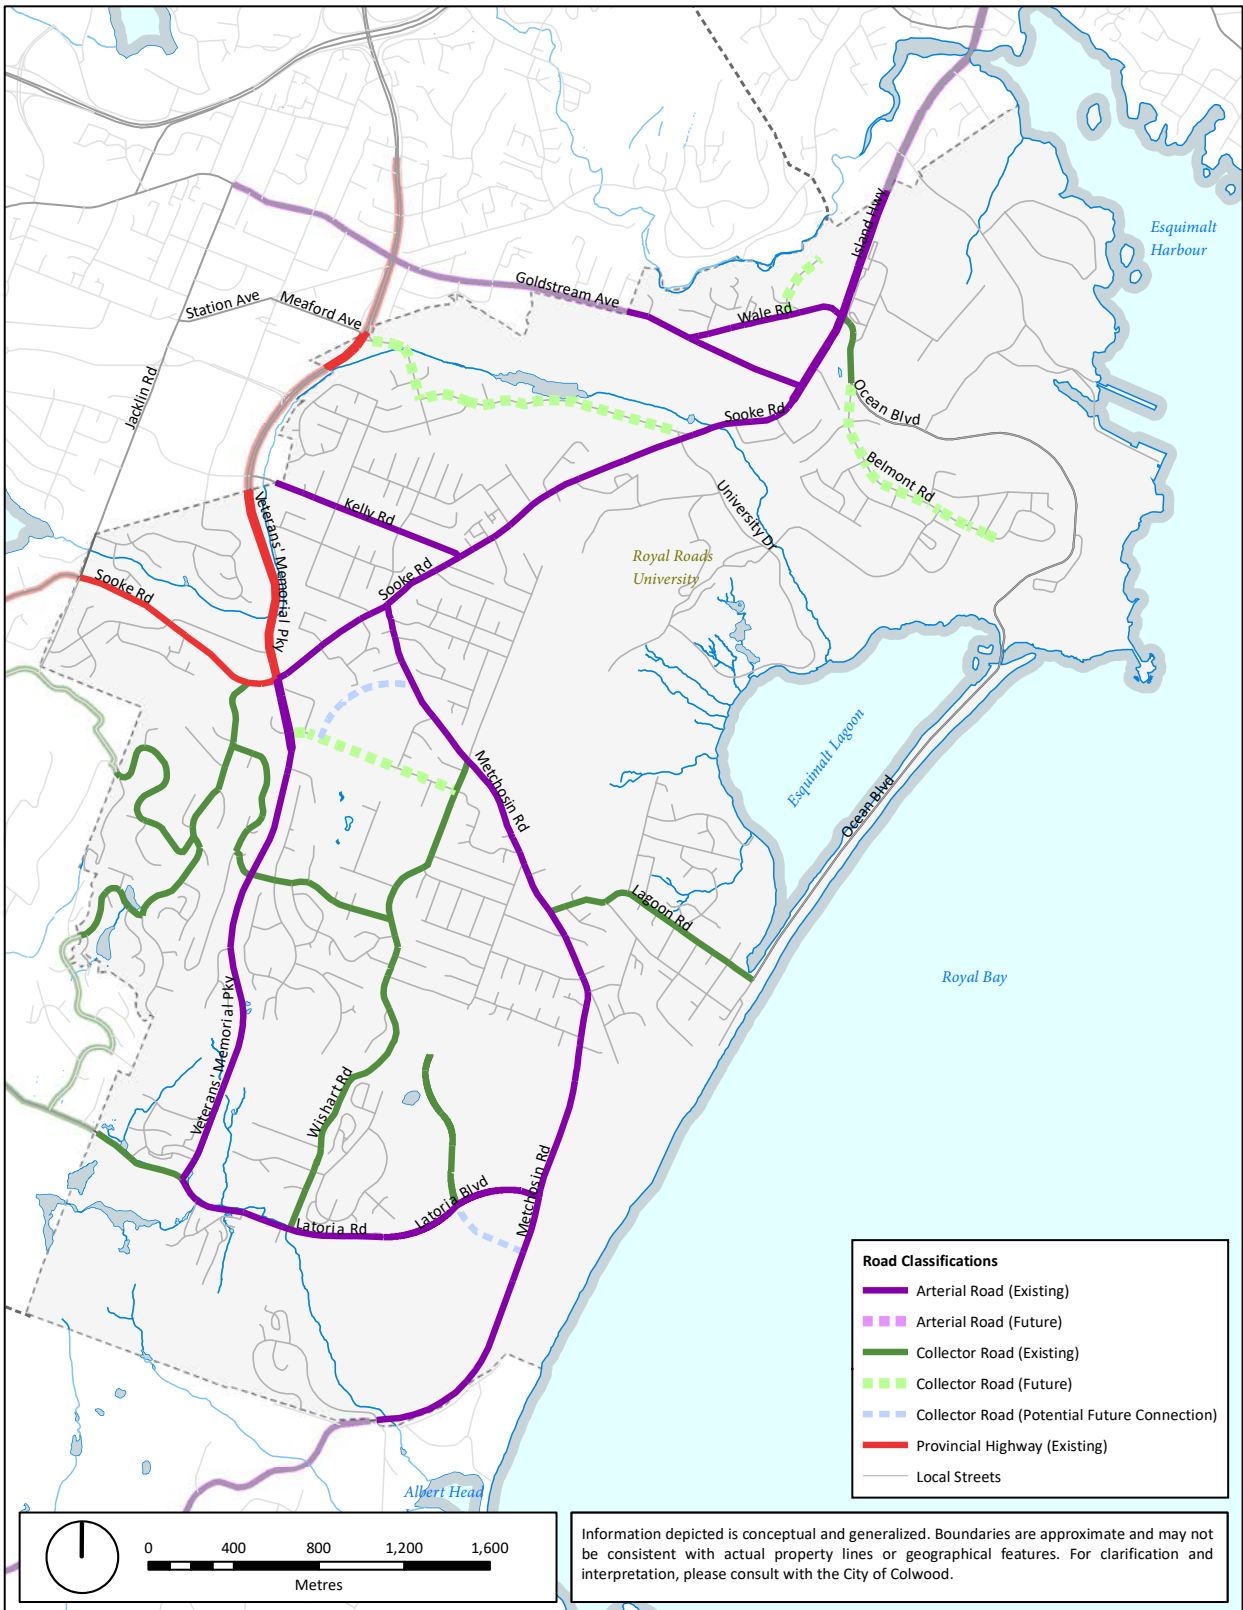 Esquimalt
Harbour
Island Hwy
Goldstream Ave
Station Ave
Meaford Ave
Wale Rd
Jacklin Rd
Ocean Blvd
Sooke Rd
Belmont Rd
Kelly Rd
University Dr
Veterans' Memorial Pky
Royal Roads
University
Sooke Rd
Sooke Rd
Esquimalt Lagoon
Metchosin Rd
Ocean Blvd
Lagoon Rd
Royal Bay
Veterans' Memorial Pky
Wishart Rd
Metchosin Rd
Latoria Blvd
Latoria Rd
Albert Head
Road Classifications
Arterial Road (Existing)
Arterial Road (Future)
Collector Road (Existing)
Collector Road (Future)
Collector Road (Potential Future Connection)
Provincial Highway (Existing)
Local Streets
0 400 800 1,200 1,600
Metres
Information depicted is conceptual and generalized. Boundaries are approximate and may not
be consistent with actual property lines or geographical features. For clarification and
interpretation, please consult with the City of Colwood.